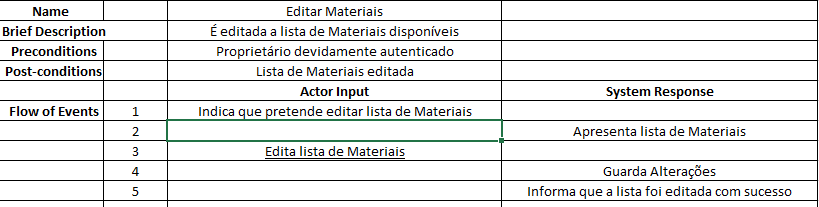 Name Editar Materiais
Brief Description É editada a lista de Materiais disponíveis
Preconditions Proprietário devidamente autenticado
Post-conditions Lista de Materiais editada
Actor Input System Response
Flow of Events 1 Indica que pretende editar lista de Materiais
2 Apresenta lista de Materiais
3 Edita lista de Materiais
4 Guarda Alterações
5 Informa que a lista foi editada com sucesso